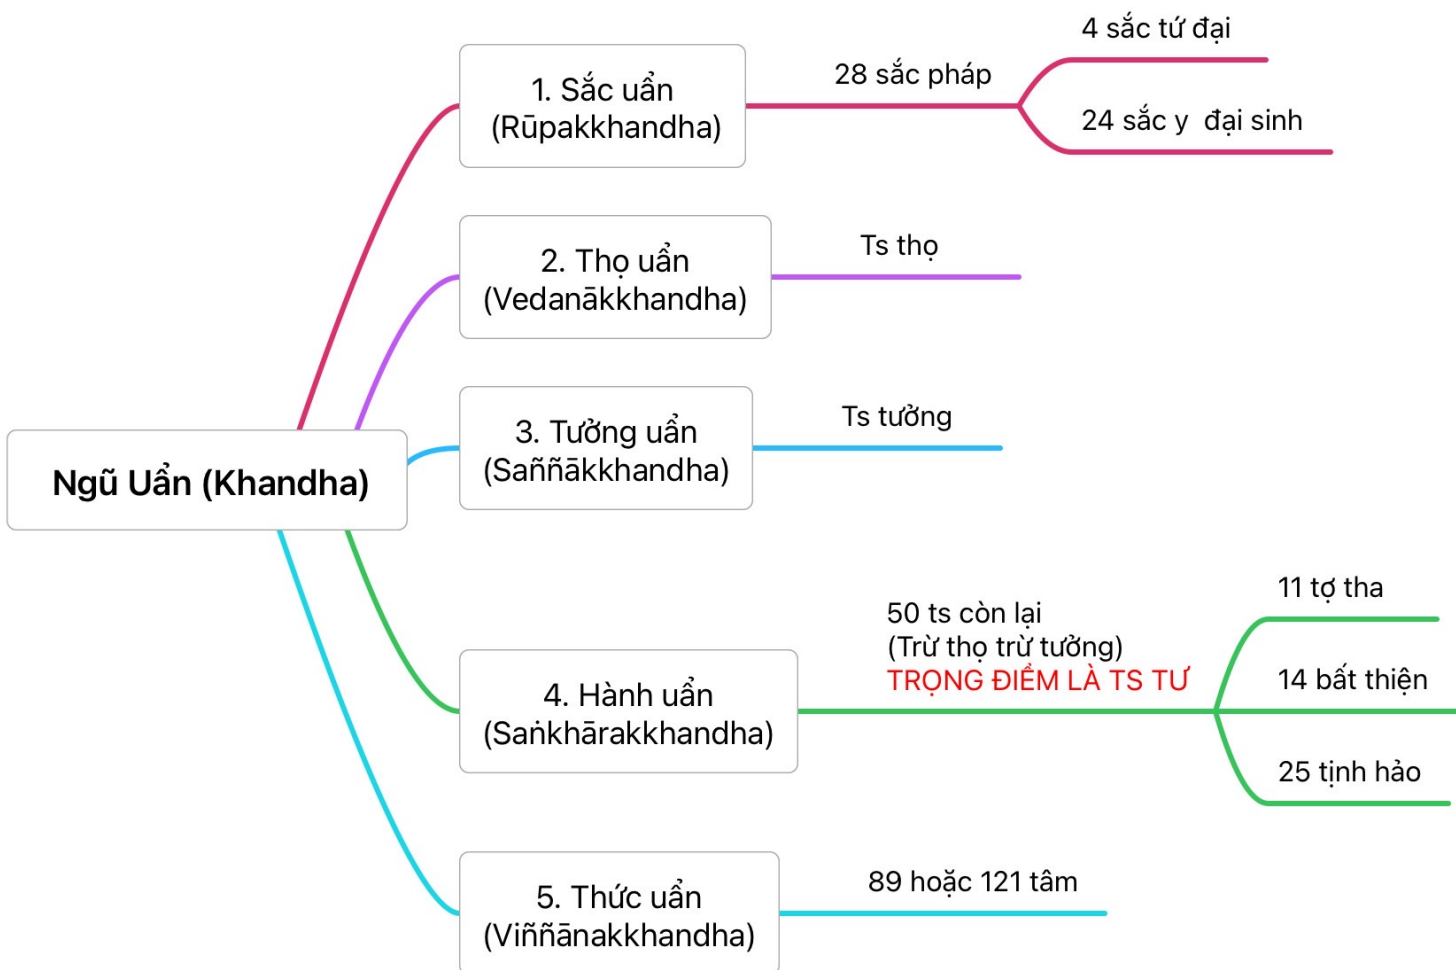 Ngũ Uẩn (Khandha)
1. Sắc uẩn
(Rūpakkhandha)
28 sắc pháp
4 sắc tứ đại
24 sắc y  đại sinh
2. Thọ uẩn
(Vedanākkhandha)
Ts thọ
3. Tưởng uẩn
(Saññākkhandha)
Ts tưởng
4. Hành uẩn
(Saṅkhārakkhandha)
50 ts còn lại
(Trừ thọ trừ tưởng)
TRỌNG ĐIỂM LÀ TS TƯ
11 tợ tha
14 bất thiện
25 tịnh hảo
5. Thức uẩn
(Viññānakkhandha)
89 hoặc 121 tâm